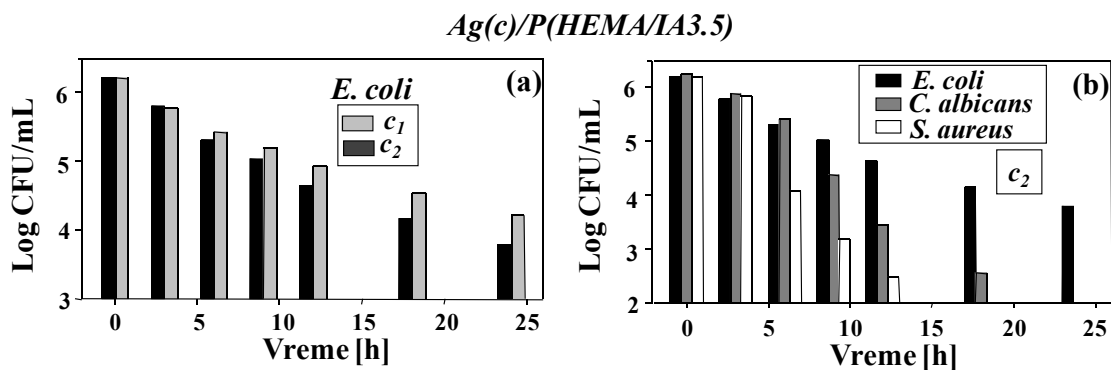 Ag(c)/P(HEMA/IA3.5)
(a)
E. coli
c1
c2
Log CFU/mL
6
5
4
3
0 5 10 15 20 25
Vreme [h]
(b)
E. coli
C. albicans
S. aureus
c2
Log CFU/mL
6
5
4
3
2
0 5 10 15 20 25
Vreme [h]